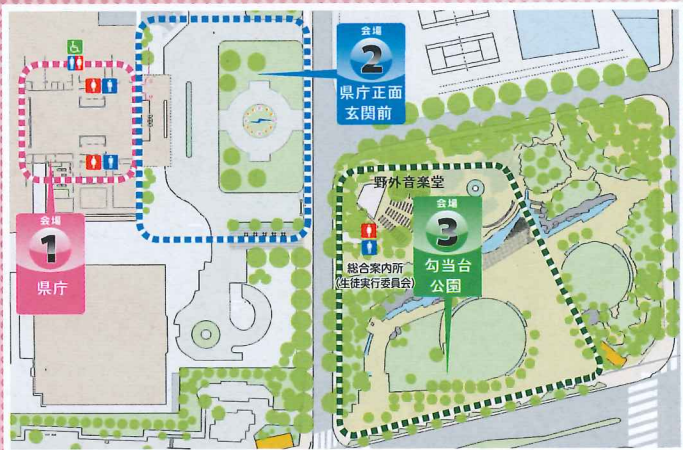 会場
1
県庁
会場
2
県庁正面
玄関前
野外音楽堂
会場
3
勾当台
公園
総合案内所
(生徒実行委員会)